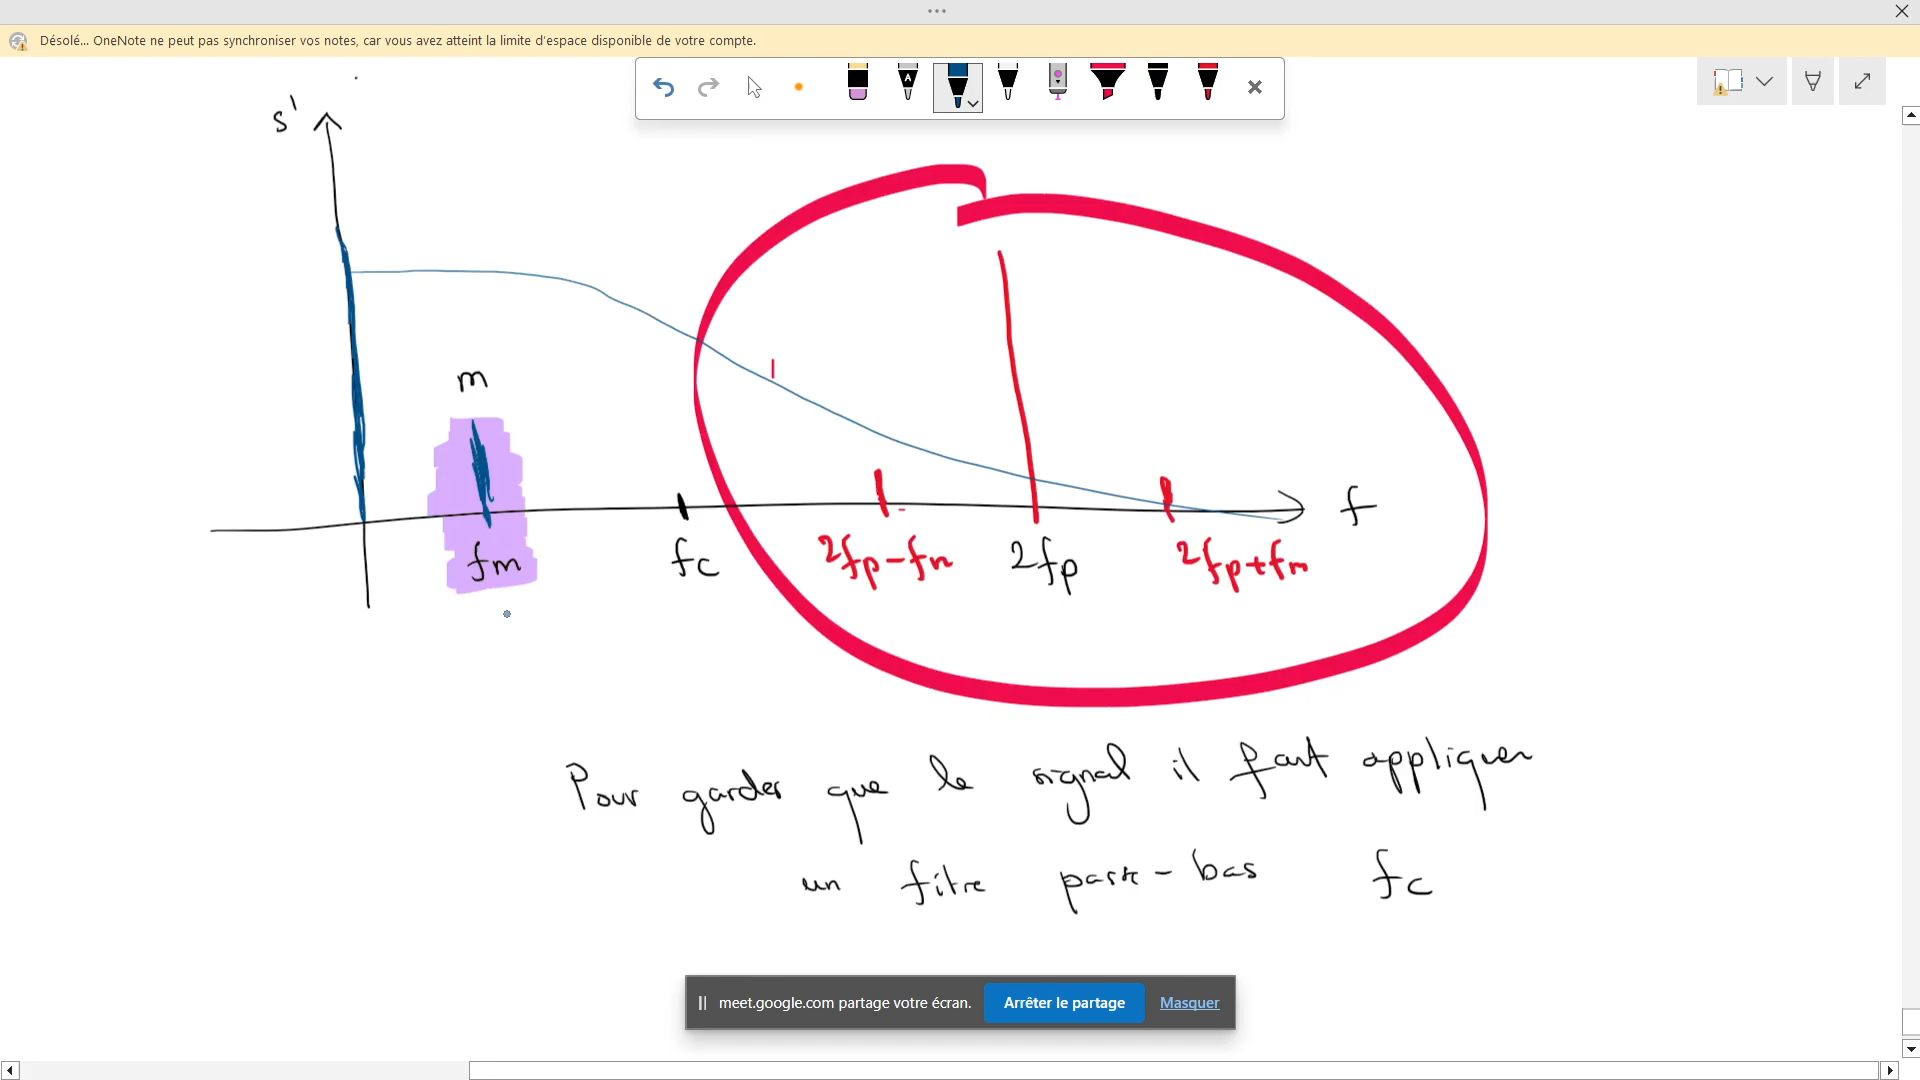 Désolé... OneNote ne peut pas synchroniser vos notes, car vous avez atteint la limite d'espace disponible de votre compte.
A
s'
m
f
fm
fc
2fp-fm
2fp
2fp+fm
Pour garder que le signal il faut appliquer
un filtre passe-bas fc
meet.google.com partage votre écran.
Arrêter le partage
Masquer